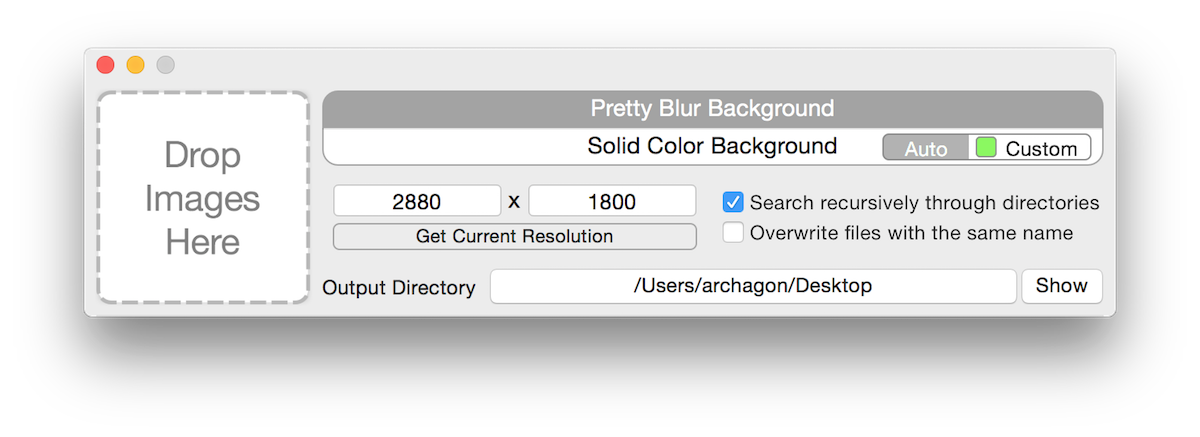 Drop
Images
Here
Pretty Blur Background
Solid Color Background Auto Custom
2880 x 1800
Get Current Resolution
Search recursively through directories
Overwrite files with the same name
Output Directory /Users/archagon/Desktop Show